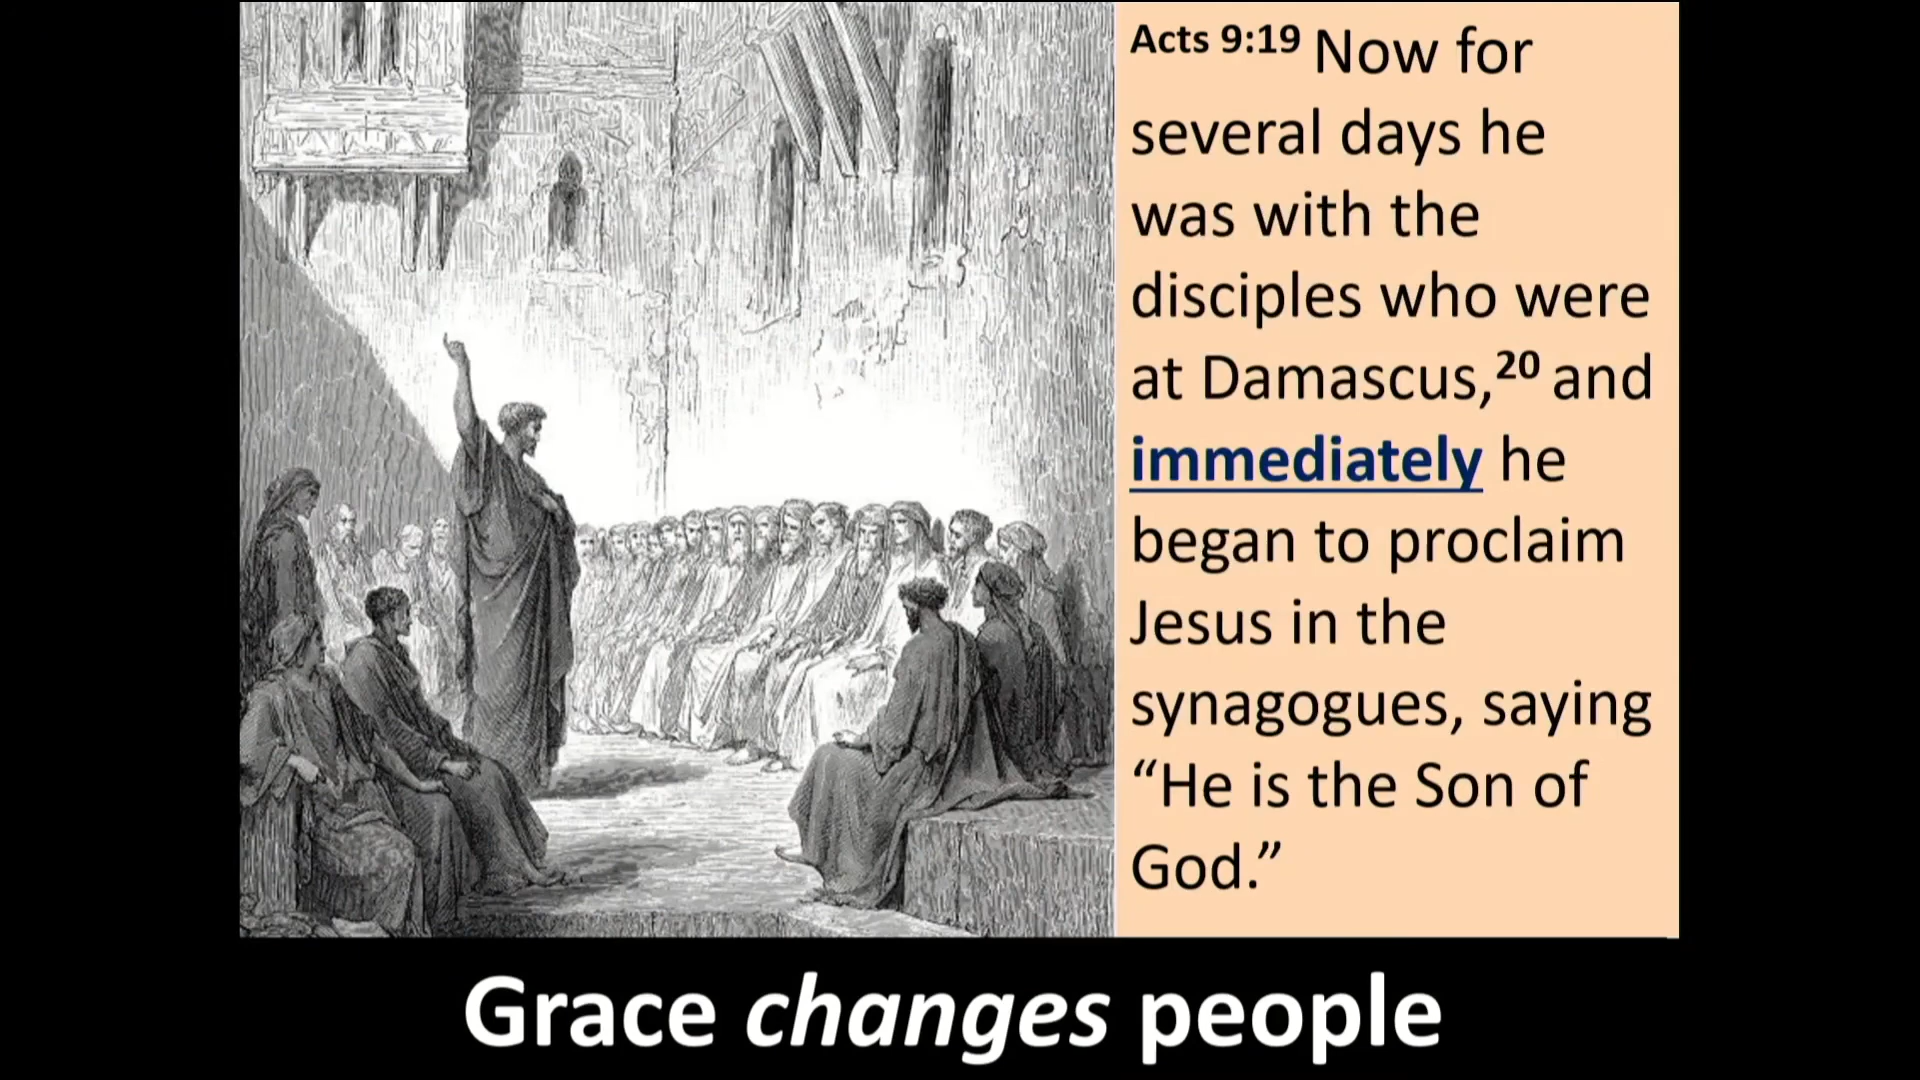 Acts 9:19 Now for
several days he
was with the
disciples who were
at Damascus,20 and
immediately he
began to proclaim
Jesus in the
synagogues, saying
“He is the Son of
God.”
Grace changes people